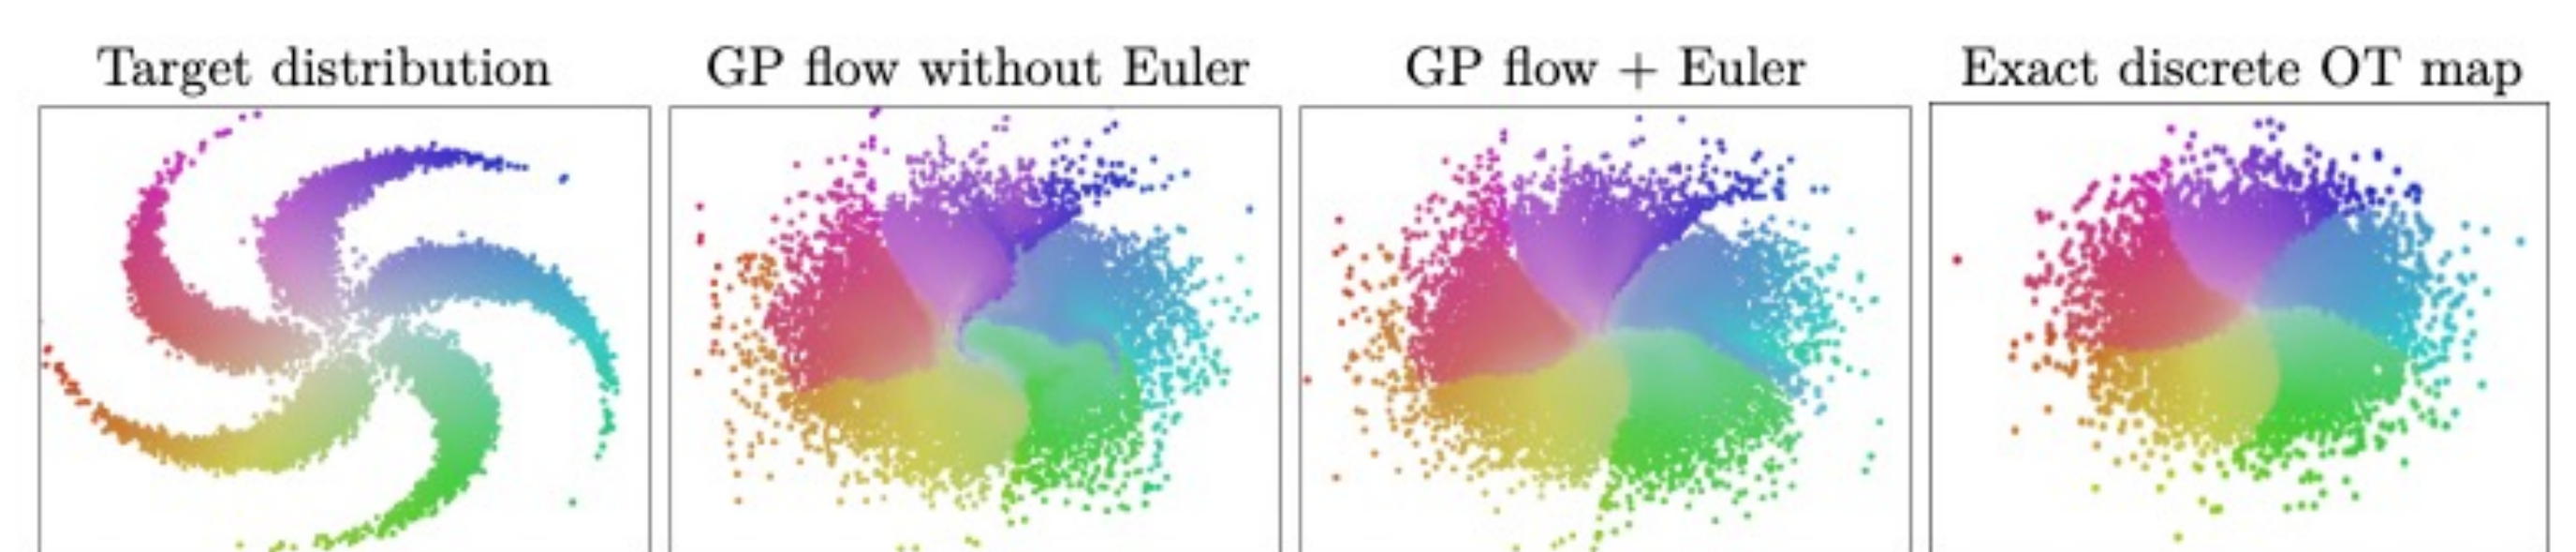 Target distribution
GP flow without Euler
GP flow + Euler
Exact discrete OT map